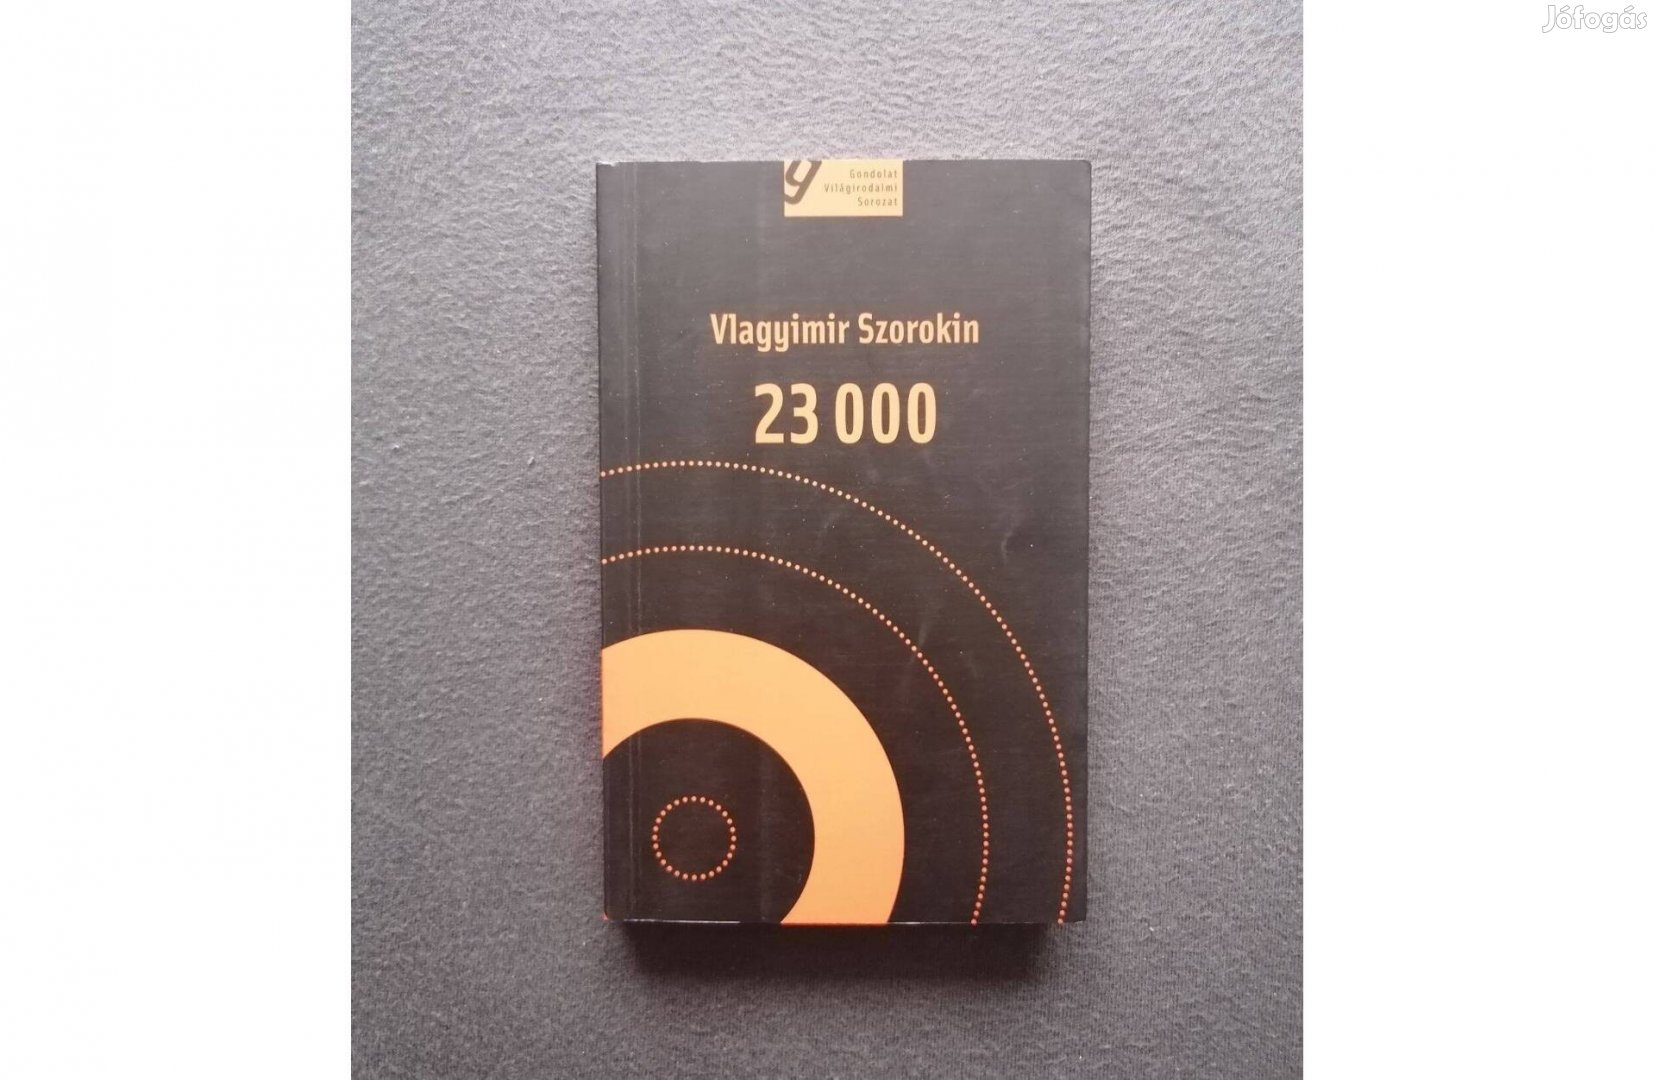 Jófogás
Gondolat
Világirodalmi
Sorozat
Vlagyimir Szorokin
23 000